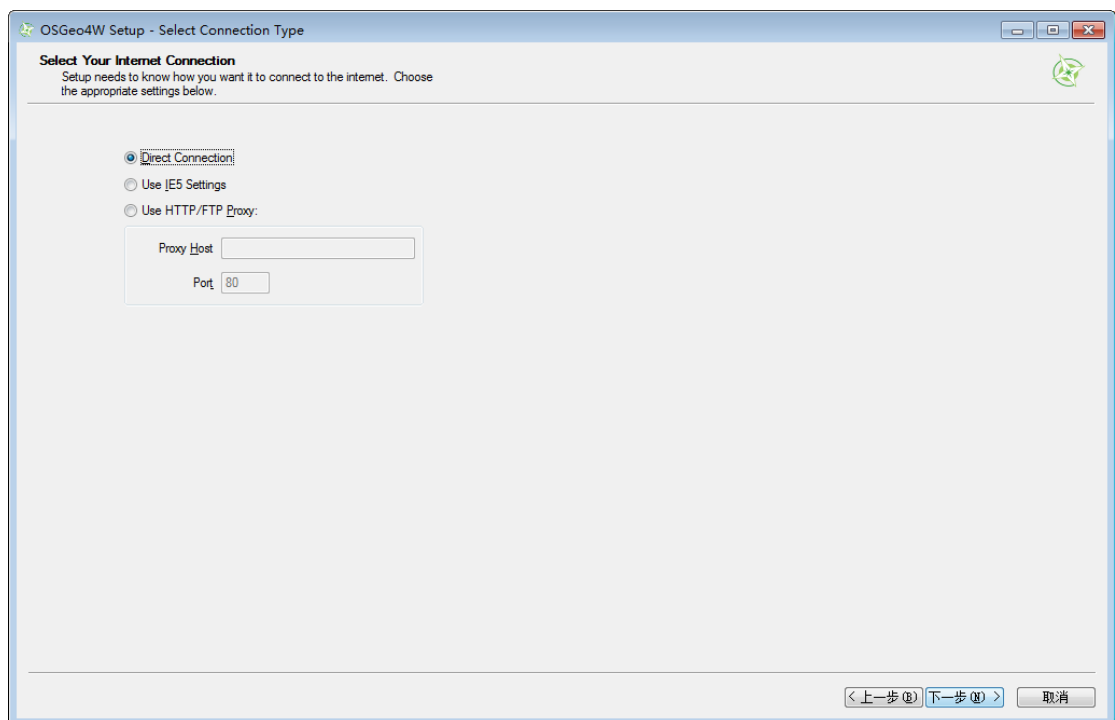 OSGeo4W Setup - Select Connection Type
Select Your Internet Connection
Setup needs to know how you want it to connect to the internet. Choose
the appropriate settings below.
Direct Connection
Use IE5 Settings
Use HTTP/FTP Proxy:
Proxy Host
Port 80
< 上一步(B) 下一步(N) > 取消